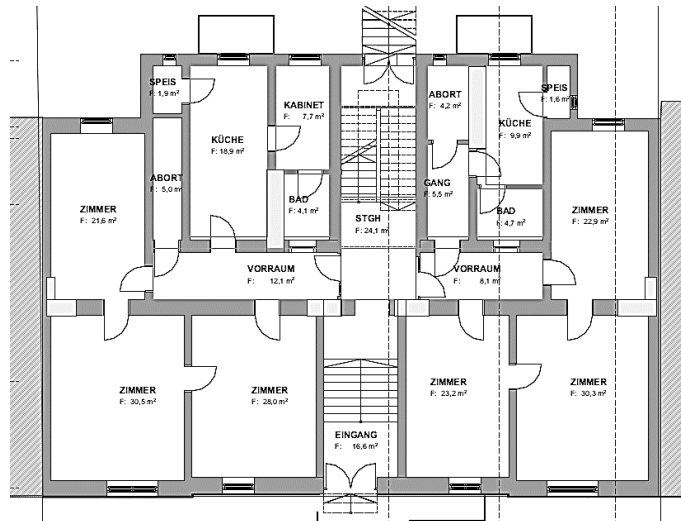 SPEIS
F: 1,9 m²
KÜCHE
F: 18,9 m²
KABINET
F: 7,7 m²
ABORT
F: 4,2 m²
KÜCHE
F: 9,9 m²
SPEIS
F: 1,6 m²
ZIMMER
F: 21,6 m²
ABORT
F: 5,0 m²
BAD
F: 4,1 m²
STGH
F: 24,1 m²
GANG
F: 5,5 m²
BAD
F: 4,7 m²
ZIMMER
F: 22,9 m²
VORRAUM
F: 12,1 m²
VORRAUM
F: 8,1 m²
ZIMMER
F: 30,5 m²
ZIMMER
F: 28,0 m²
EINGANG
F: 16,6 m²
ZIMMER
F: 23,2 m²
ZIMMER
F: 30,3 m²